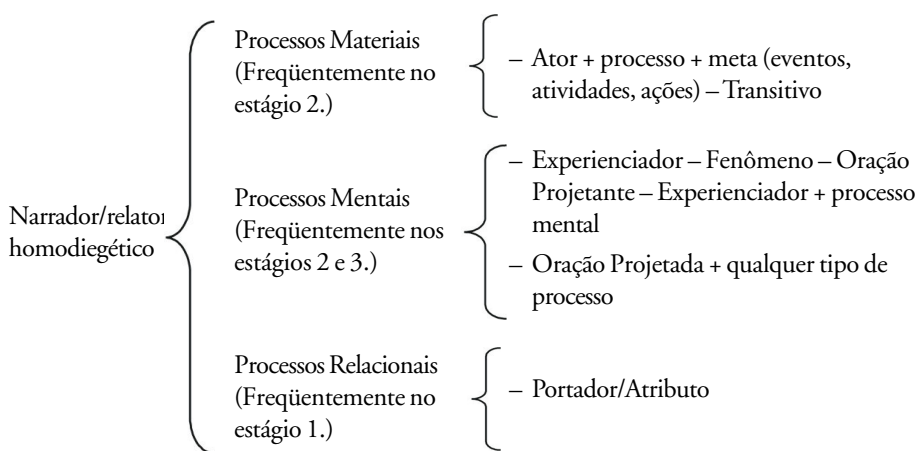 Processos Materiais
(Freqüentemente no
estágio 2.)
– Ator + processo + meta (eventos,
atividades, ações) – Transitivo
Narrador/relator
homodiegético
Processos Mentais
(Freqüentemente nos
estágios 2 e 3.)
– Experienciador – Fenômeno – Oração
Projetante – Experienciador + processo
mental
– Oração Projetada + qualquer tipo de
processo
Processos Relacionais
(Freqüentemente no
estágio 1.)
– Portador/Atributo